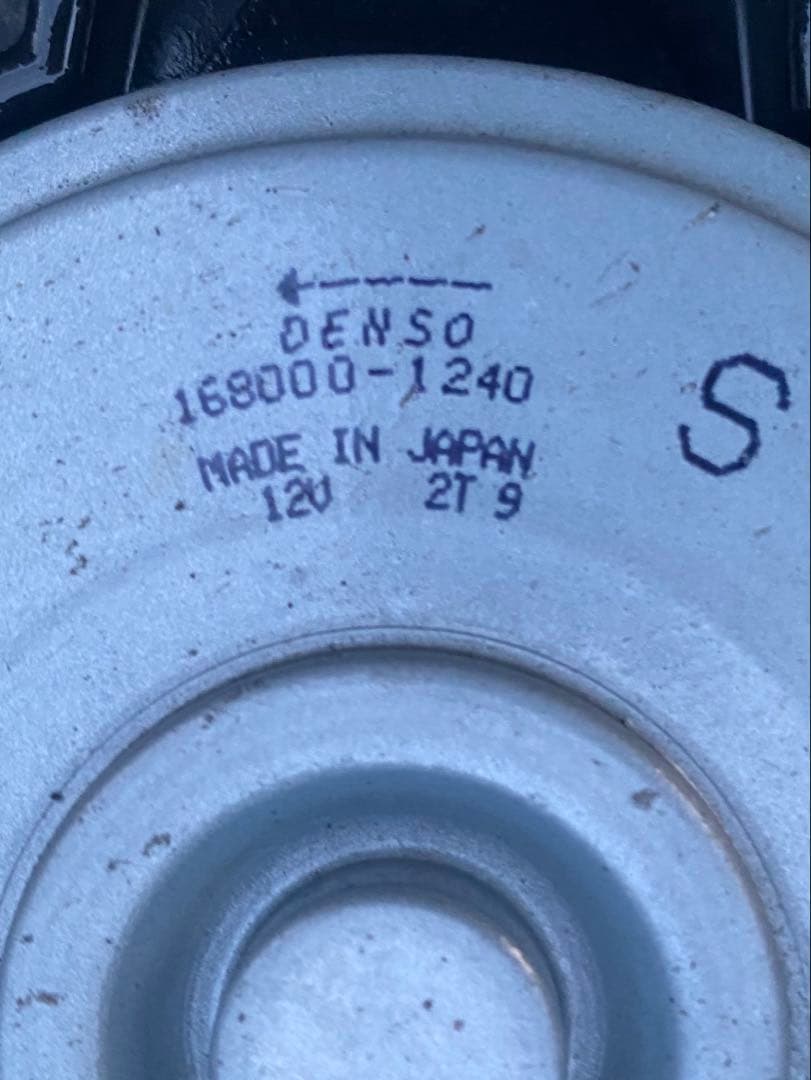 DENSO
168000-1240
MADE IN JAPAN
12V 2T 9
S